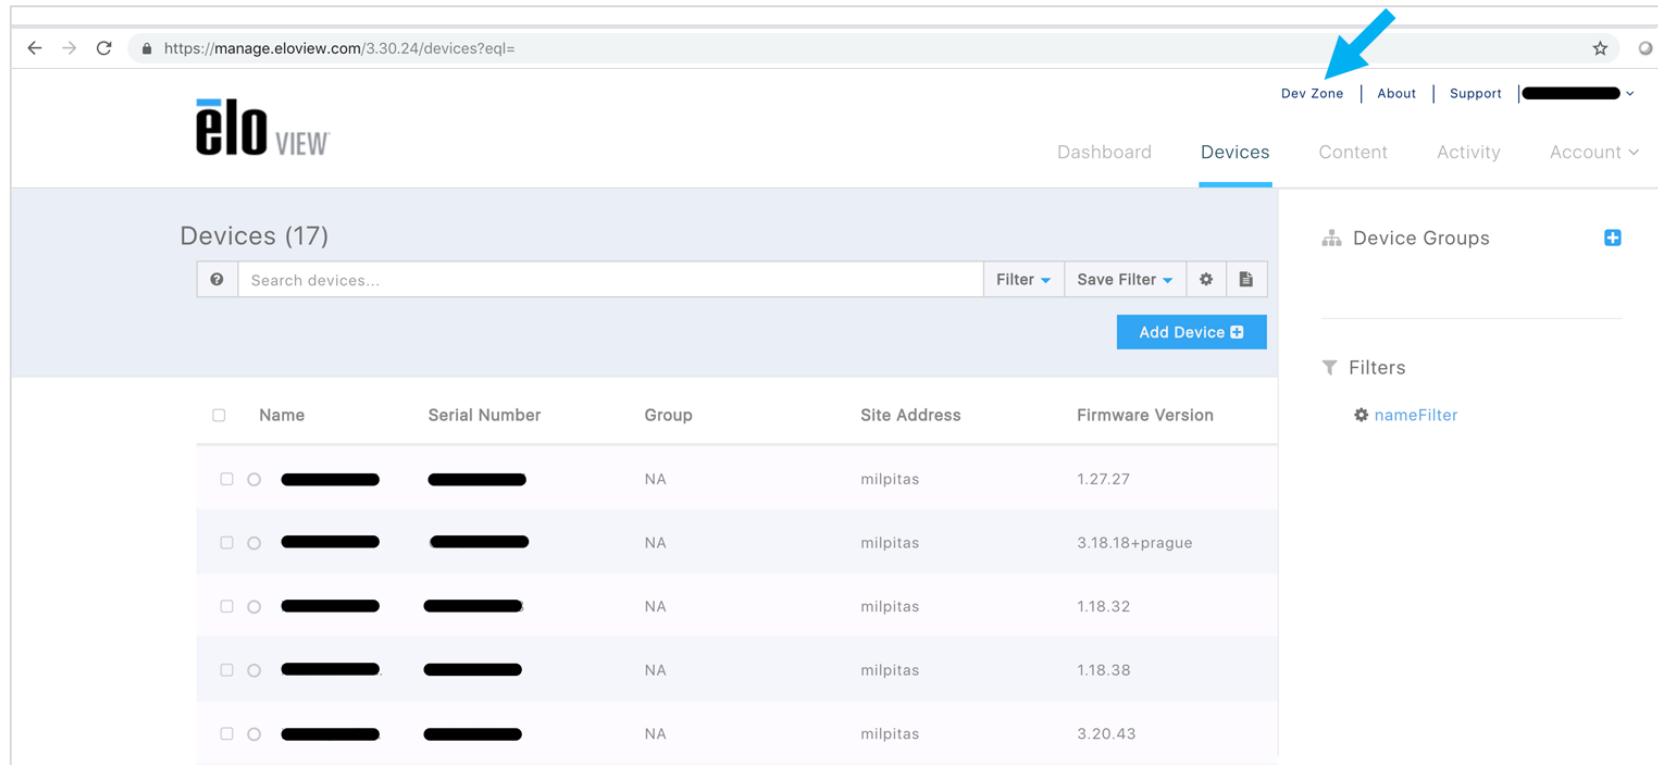 https://manage.eloview.com/3.30.24/devices?eql=
Dev Zone | About | Support |
ēlo VIEW
Dashboard Devices Content Activity Account
Devices (17)
Device Groups
Search devices... Filter Save Filter
Add Device
Filters
Name Serial Number Group Site Address Firmware Version
nameFilter
NA milpitas 1.27.27
NA milpitas 3.18.18+prague
NA milpitas 1.18.32
NA milpitas 1.18.38
NA milpitas 3.20.43